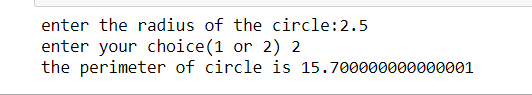 enter the radius of the circle:2.5
enter your choice(1 or 2) 2
the perimeter of circle is 15.700000000000001